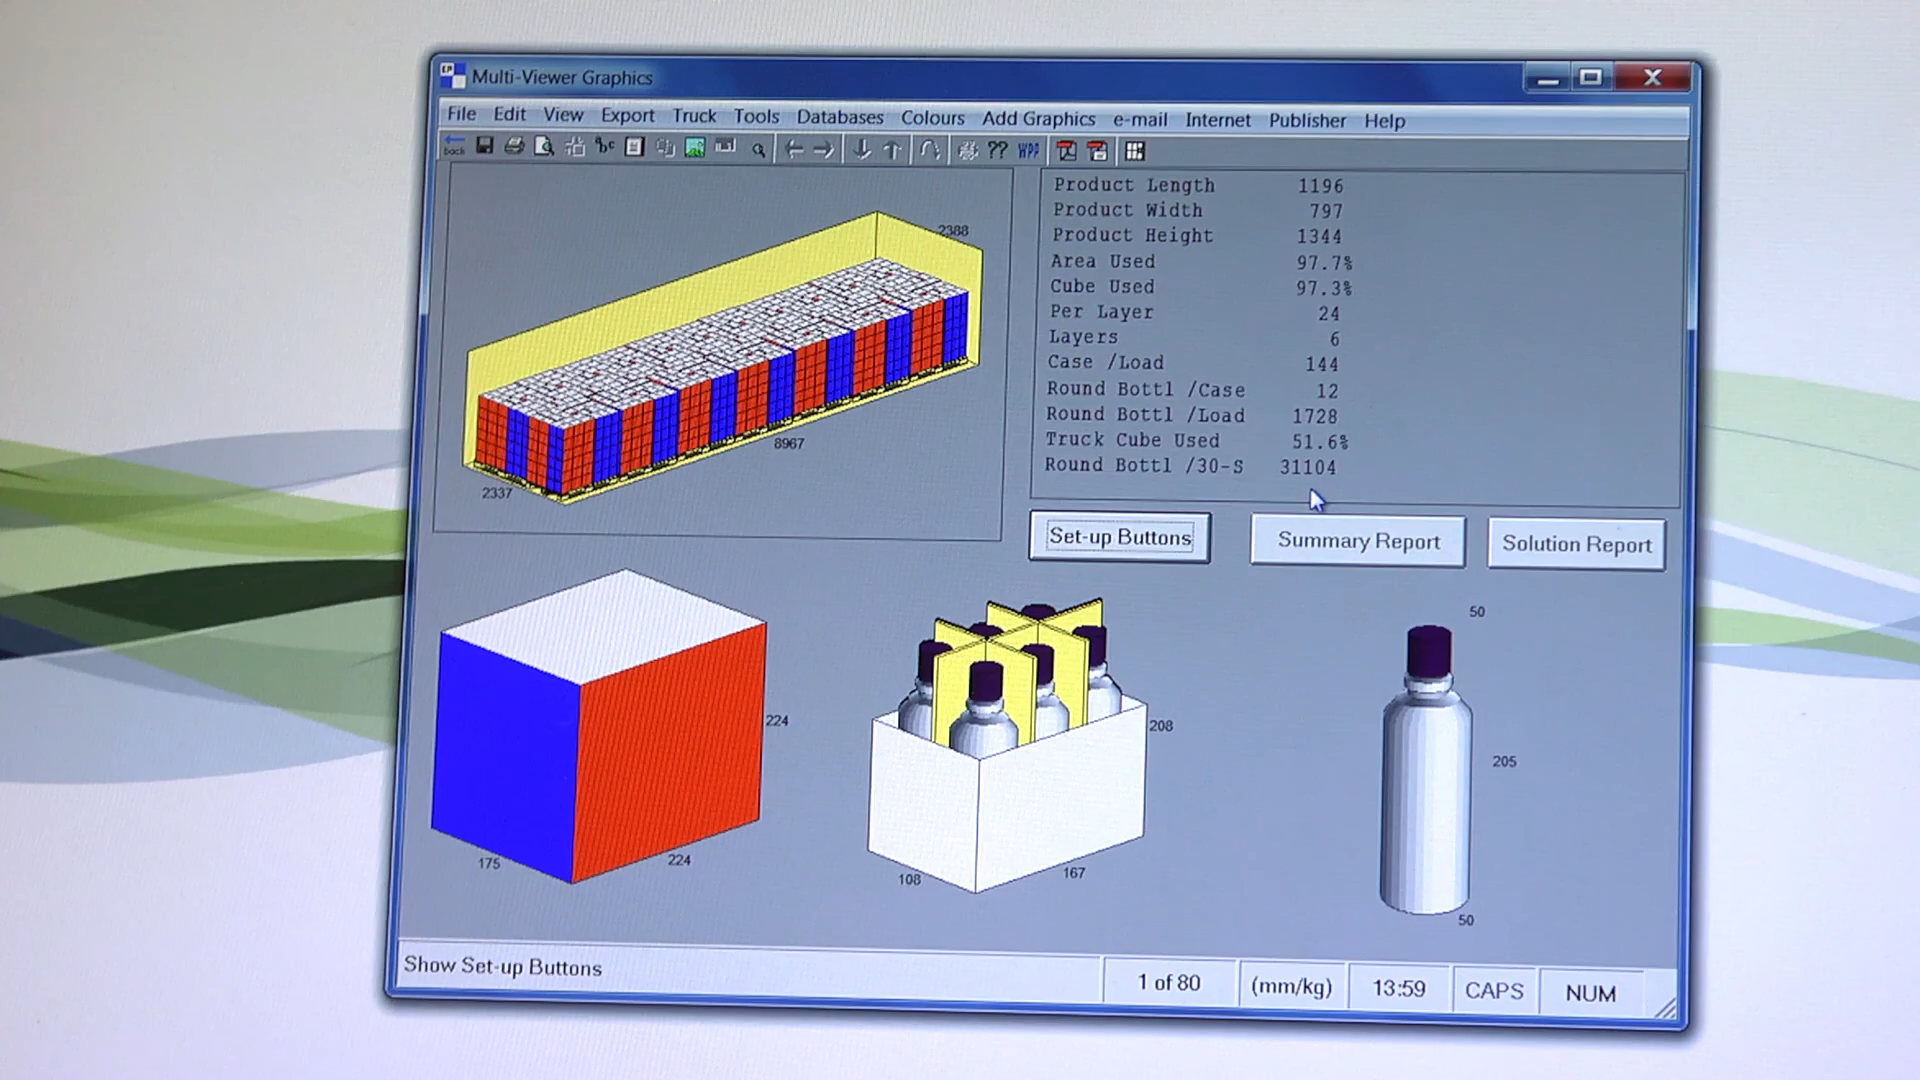 Multi-Viewer Graphics
File Edit View Export Truck Tools Databases Colours Add Graphics e-mail Internet Publisher Help
back
2388
8967
2337
Product Length 1196
Product Width 797
Product Height 1344
Area Used 97.7%
Cube Used 97.3%
Per Layer 24
Layers 6
Case /Load 144
Round Bottl /Case 12
Round Bottl /Load 1728
Truck Cube Used 51.6%
Round Bottl /30-S 31104
Set-up Buttons
Summary Report
Solution Report
224
175
224
208
108
167
50
205
50
Show Set-up Buttons
1 of 80
(mm/kg)
13:59
CAPS
NUM